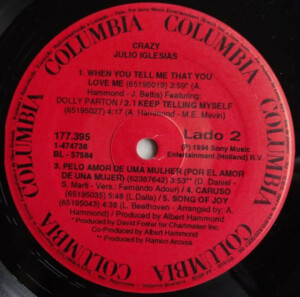 COLUMBIA COLUMBIA COLUMBIA COLUMBIA COLUMBIA
CRAZY
JULIO IGLESIAS
1. WHEN YOU TELL ME THAT YOU
LOVE ME (65195019) 3:59* (A.
Hammond - J. Bettis) Featuring:
DOLLY PARTON / 2. I KEEP TELLING MYSELF
(65195027) 4:17 (A. Hammond - M.E. Mevin)
177.395
1-474738
BL - 57584
Lado 2
(P) 1994 Sony Music
Entertainment (Holland) B.V.
3. PELO AMOR DE UMA MULHER (POR EL AMOR
DE UNA MUJER) (62387642) 3:53** (D. Daniel -
S. Marti - Vers.: Fernando Adour) / 4. CARUSO
(65195035) 5:48 (L. Dalla) / 5. SONG OF JOY
(65195043) 4:38 (L. Beethoven - Arranged by: A.
Hammond) / Produced by Albert Hammond
* Produced by David Foster for Chartmaker Inc.
Co-Produced by Albert Hammond
** Produced by Ramón Arcusa